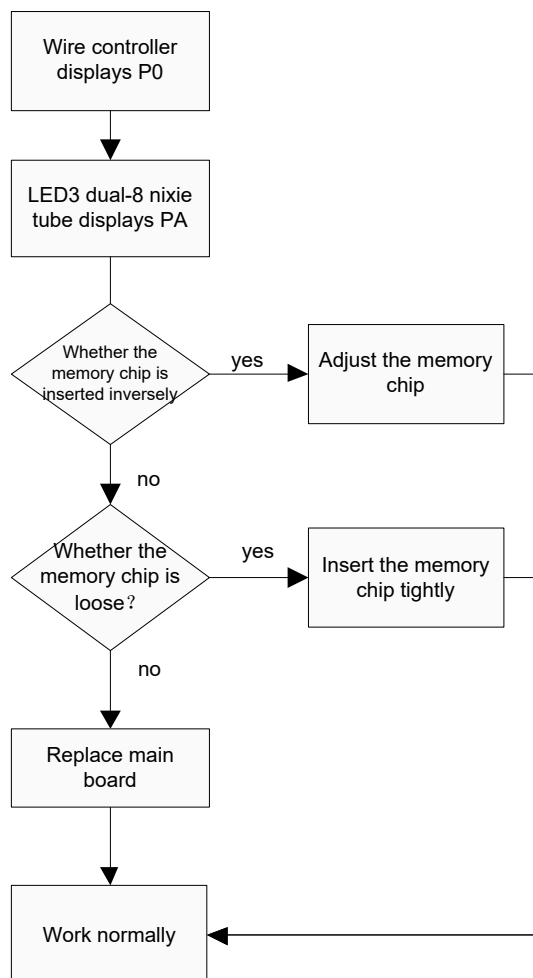 Wire controller
displays P0
LED3 dual-8 nixie
tube displays PA
Whether the
memory chip is
inserted inversely
yes
Adjust the memory
chip
no
Whether the
memory chip is
loose？
yes
Insert the memory
chip tightly
no
Replace main
board
Work normally